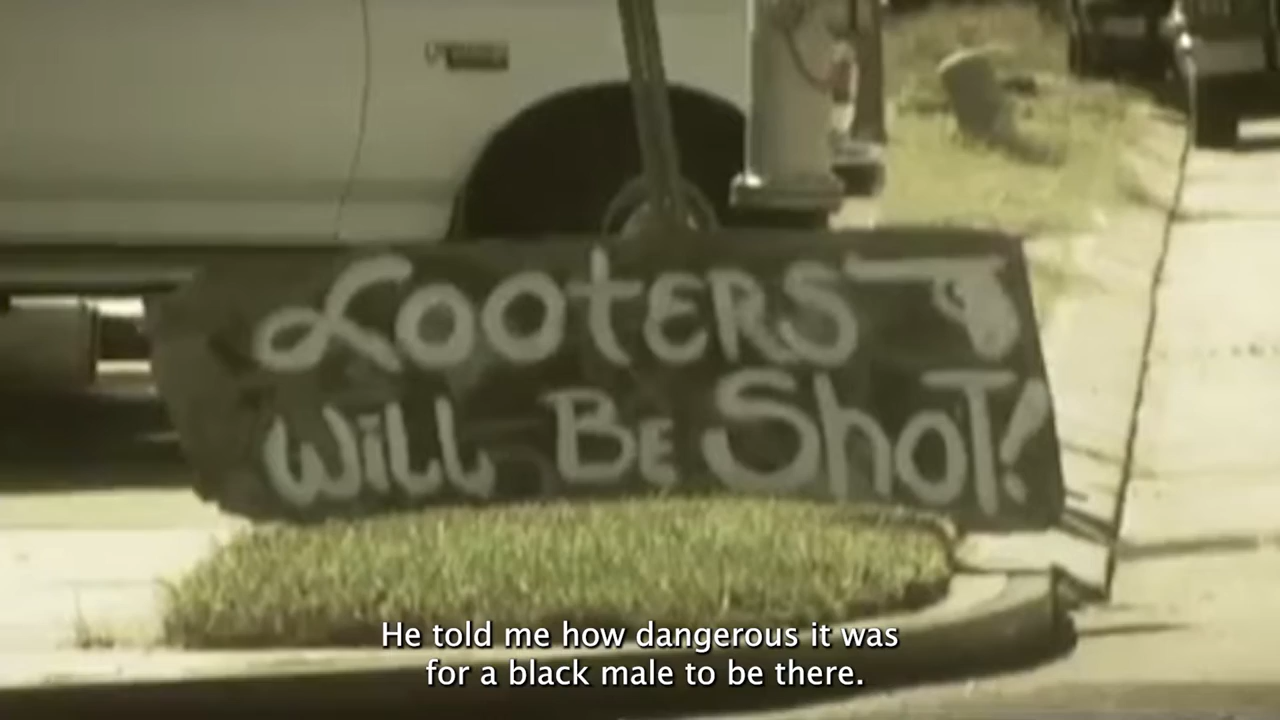 Looters
Will Be Shot!
He told me how dangerous it was
for a black male to be there.